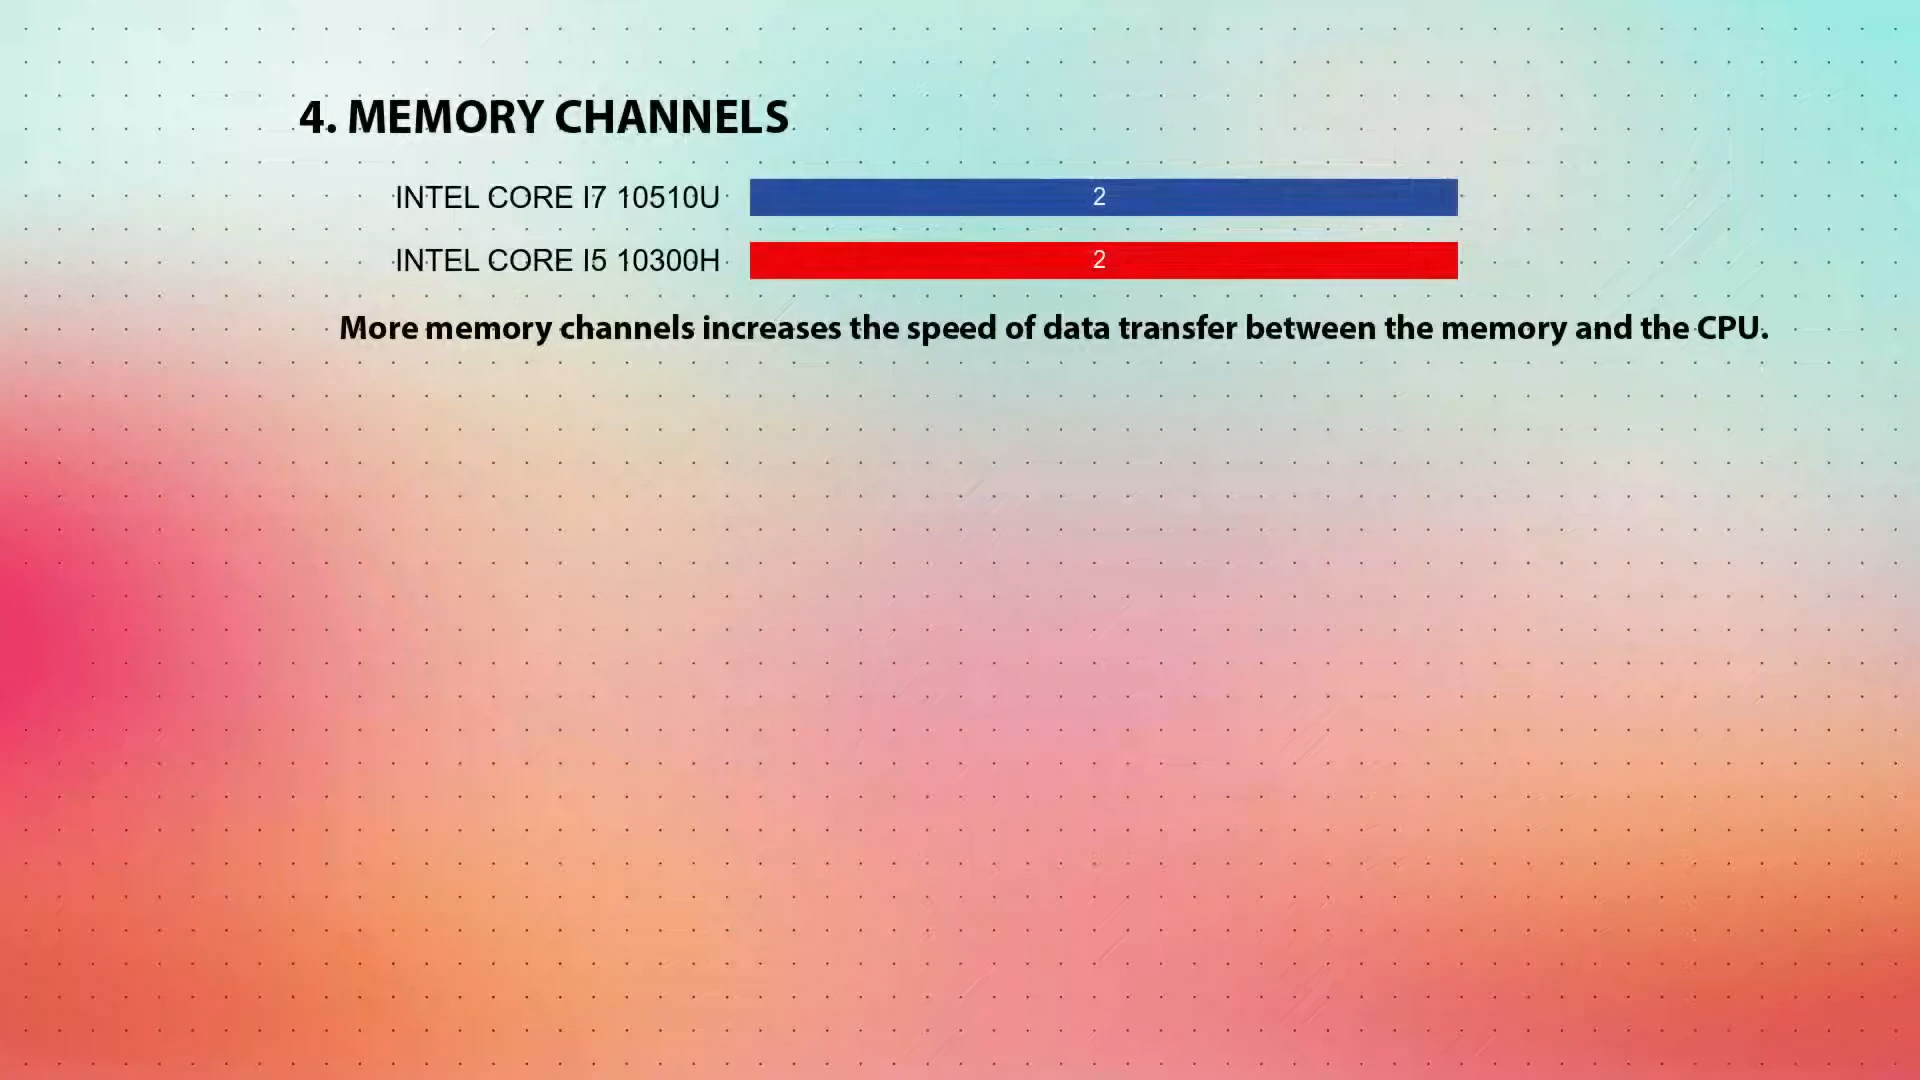 4. MEMORY CHANNELS
INTEL CORE I7 10510U 2
INTEL CORE I5 10300H 2
More memory channels increases the speed of data transfer between the memory and the CPU.